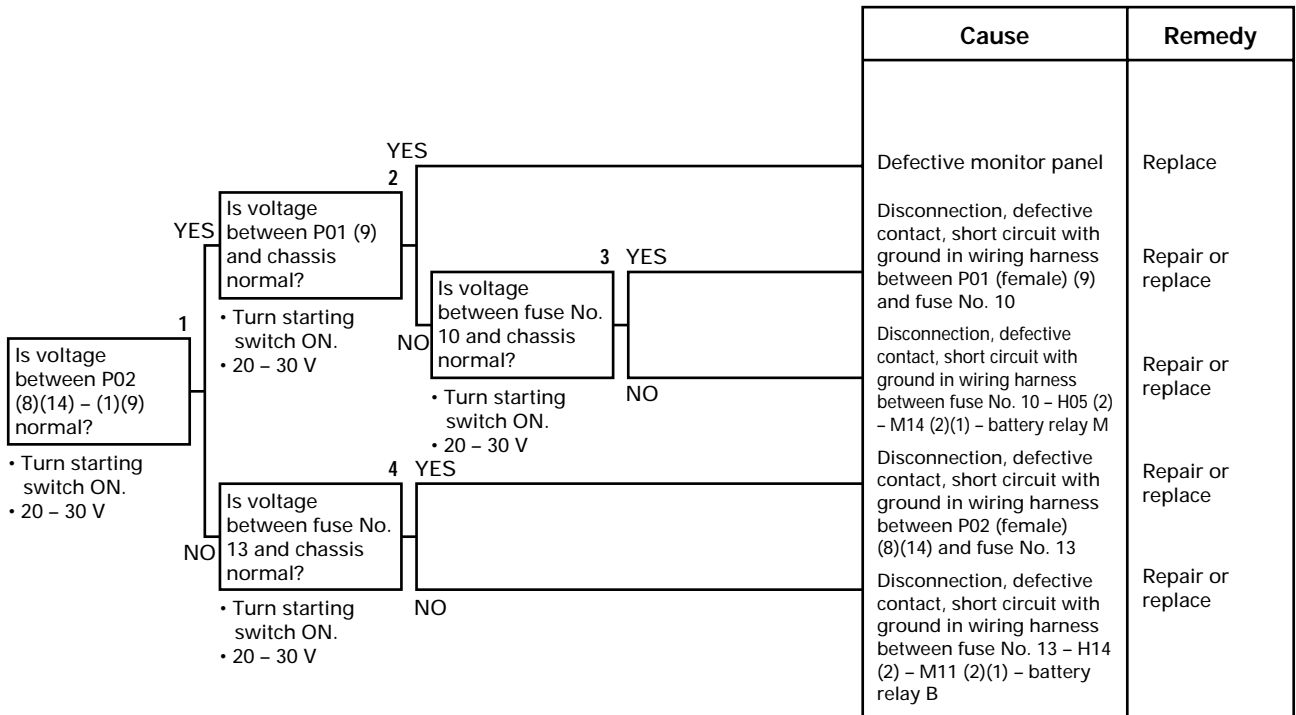 Cause
Remedy
YES
2
Is voltage
between P01 (9)
and chassis
normal?
• Turn starting
switch ON.
• 20 – 30 V
YES
1
Is voltage
between P02
(8)(14) – (1)(9)
normal?
• Turn starting
switch ON.
• 20 – 30 V
NO
3 YES
Is voltage
between fuse No.
10 and chassis
normal?
• Turn starting
switch ON.
• 20 – 30 V
NO
NO
4 YES
Is voltage
between fuse No.
13 and chassis
normal?
• Turn starting
switch ON.
• 20 – 30 V
NO
Defective monitor panel
Replace
Disconnection, defective
contact, short circuit with
ground in wiring harness
between P01 (female) (9)
and fuse No. 10
Repair or
replace
Disconnection, defective
contact, short circuit with
ground in wiring harness
between fuse No. 10 – H05 (2)
– M14 (2)(1) – battery relay M
Repair or
replace
Disconnection, defective
contact, short circuit with
ground in wiring harness
between P02 (female)
(8)(14) and fuse No. 13
Repair or
replace
Disconnection, defective
contact, short circuit with
ground in wiring harness
between fuse No. 13 – H14
(2) – M11 (2)(1) – battery
relay B
Repair or
replace